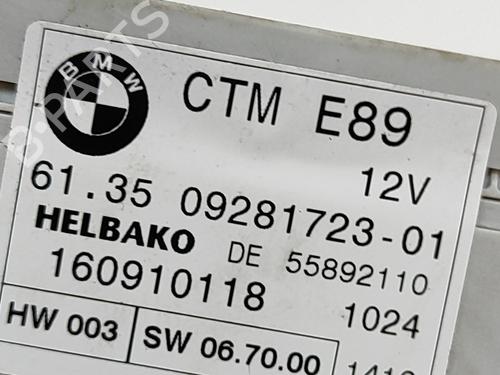 BMW
CTM E89
12V
61.35 09281723-01
HELBAKO DE 55892110
160910118 1024
HW 003 SW 06.70.00
B-PARTS